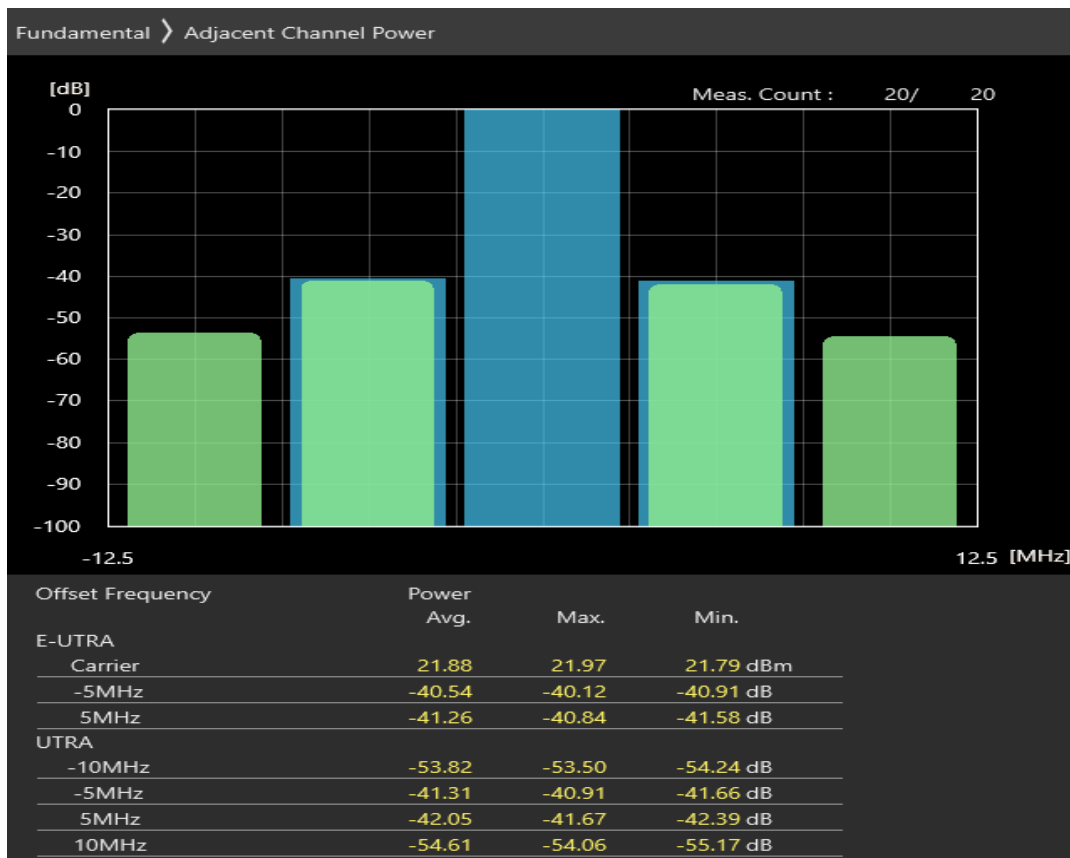 Fundamental 〉 Adjacent Channel Power
[dB]
Meas. Count : 20/ 20
0
-10
-20
-30
-40
-50
-60
-70
-80
-90
-100
-12.5 12.5 [MHz]
Offset Frequency Power
Avg. Max. Min.
E-UTRA
Carrier 21.88 21.97 21.79 dBm
-5MHz -40.54 -40.12 -40.91 dB
5MHz -41.26 -40.84 -41.58 dB
UTRA
-10MHz -53.82 -53.50 -54.24 dB
-5MHz -41.31 -40.91 -41.66 dB
5MHz -42.05 -41.67 -42.39 dB
10MHz -54.61 -54.06 -55.17 dB